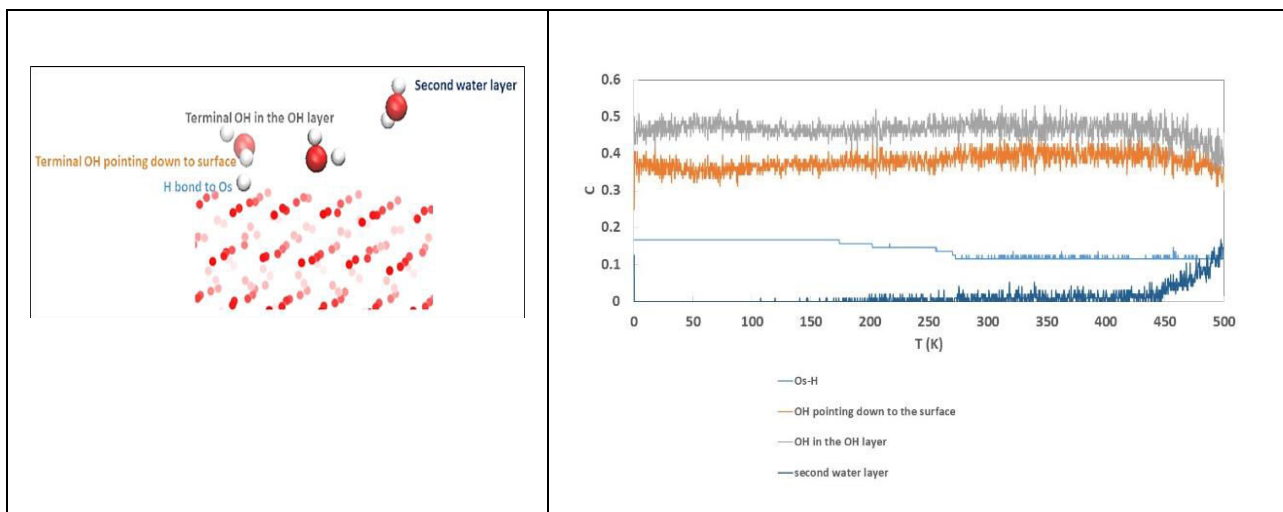 Second water layer
Terminal OH in the OH layer
Terminal OH pointing down to surface
H bond to Os
0.6
0.5
0.4
0.3
0.2
0.1
0
C
0 50 100 150 200 250 300 350 400 450 500
T (K)
Os-H
OH pointing down to the surface
OH in the OH layer
second water layer